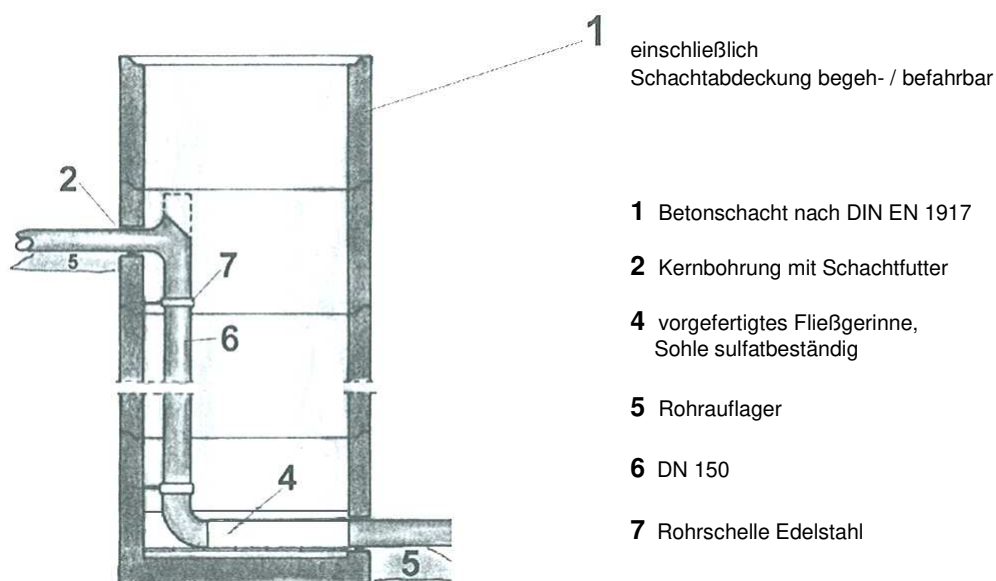 1
einschließlich
Schachtabdeckung begeh- / befahrbar
2
5
7
6
4
5
1 Betonschacht nach DIN EN 1917
2 Kernbohrung mit Schachtfutter
4 vorgefertigtes Fließgerinne,
Sohle sulfatbeständig
5 Rohrauflager
6 DN 150
7 Rohrschelle Edelstahl